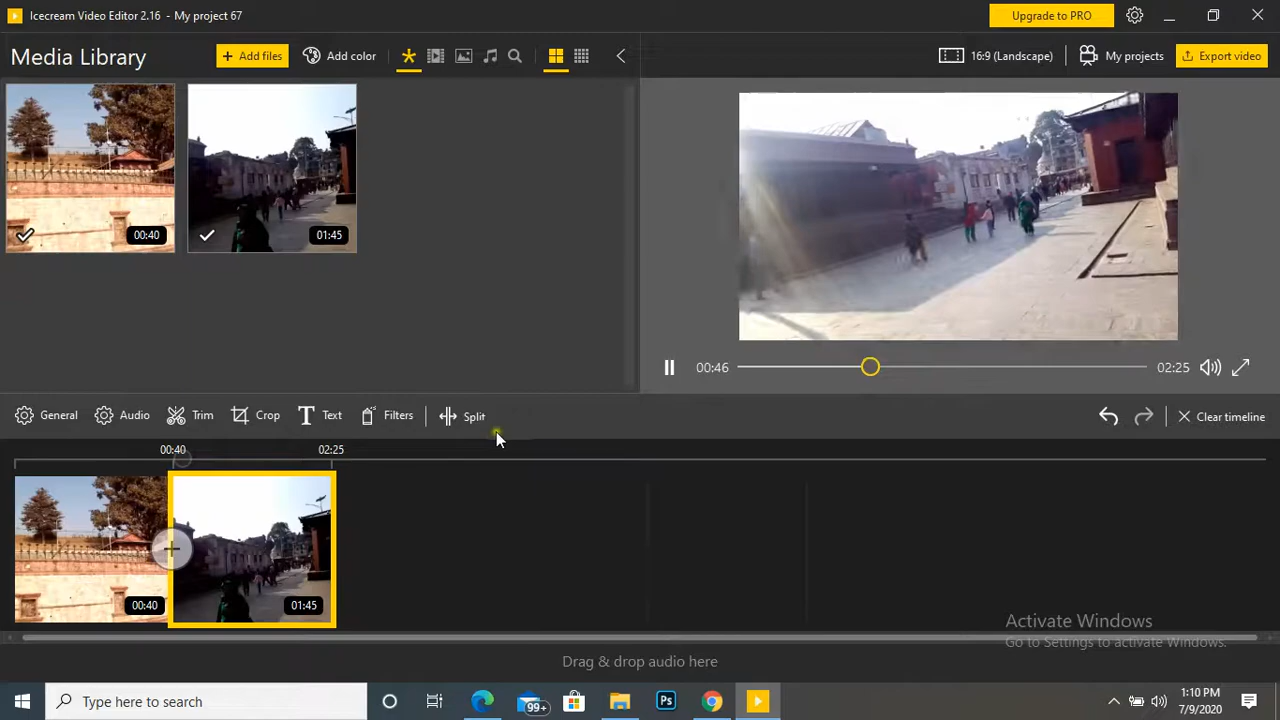 Icecream Video Editor 2.16 - My project 67
Upgrade to PRO
Media Library
Add files
Add color
16:9 (Landscape)
My projects
Export video
00:40
01:45
00:46
02:25
General
Audio
Trim
Crop
Text
Filters
Split
Clear timeline
00:40
02:25
00:40
01:45
Activate Windows
Go to Settings to activate Windows.
Drag & drop audio here
Type here to search
99+
Ps
1:10 PM
7/9/2020